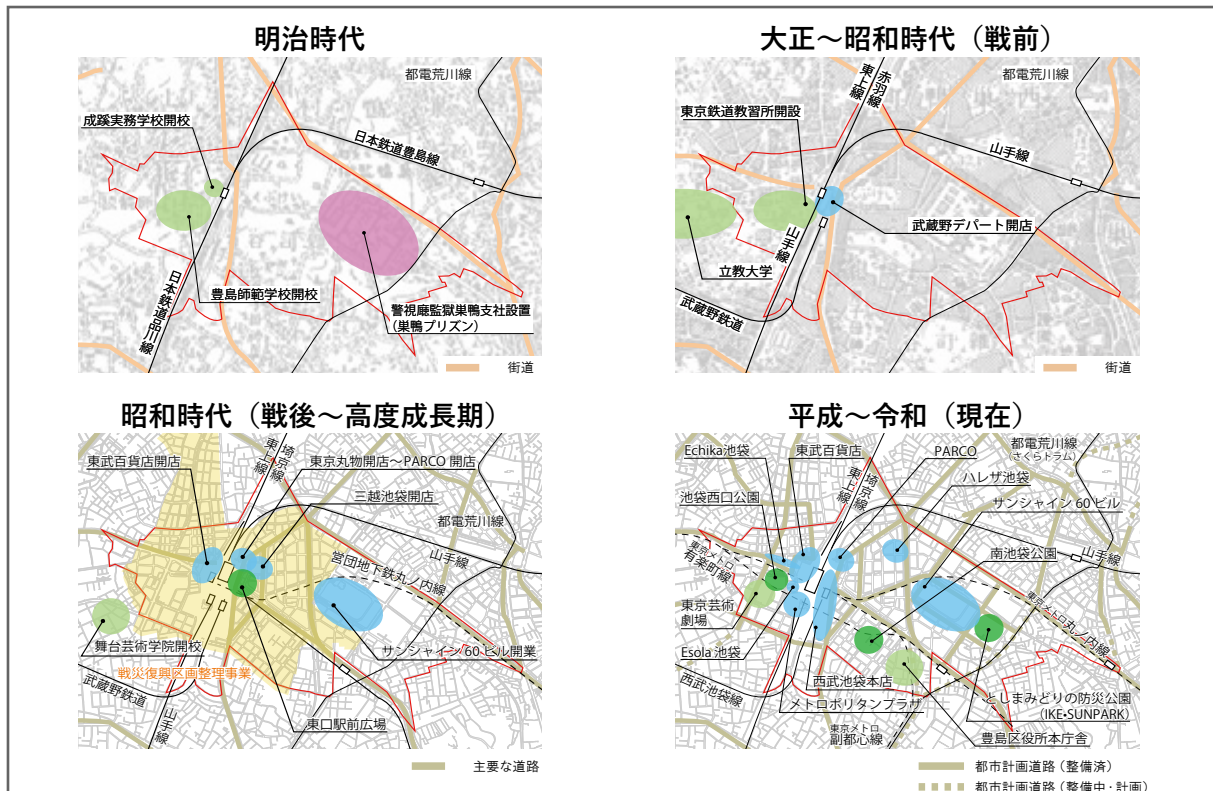 明治時代
都電荒川線
成蹊実務学校開校
日本鉄道豊島線
豊島師範学校開校
日本鉄道品川線
警視廰監獄巣鴨支社設置
(巣鴨プリズン)
街道
大正～昭和時代（戦前）
赤羽線
東上線
都電荒川線
東京鉄道教習所開設
山手線
武蔵野デパート開店
山手線
立教大学
武蔵野鉄道
街道
昭和時代（戦後～高度成長期）
東武百貨店開店
埼京線
東上線
東京丸物開店～PARCO 開店
三越池袋開店
都電荒川線
山手線
営団地下鉄丸ノ内線
舞台芸術学院開校
サンシャイン 60 ビル開業
戦災復興区画整理事業
武蔵野鉄道
山手線
東口駅前広場
主要な道路
平成～令和（現在）
Echika池袋
東武百貨店
PARCO
都電荒川線
(さくらトラム)
埼京線
東上線
ハレザ池袋
池袋西口公園
サンシャイン 60 ビル
南池袋公園
山手線
東京メトロ
有楽町線
東京芸術
劇場
東京メトロ丸ノ内線
Esola 池袋
西武池袋本店
西武池袋線
メトロポリタンプラザ
としまみどりの防災公園
(IKE・SUNPARK)
東京メトロ
副都心線
豊島区役所本庁舎
都市計画道路（整備済）
都市計画道路（整備中・計画）